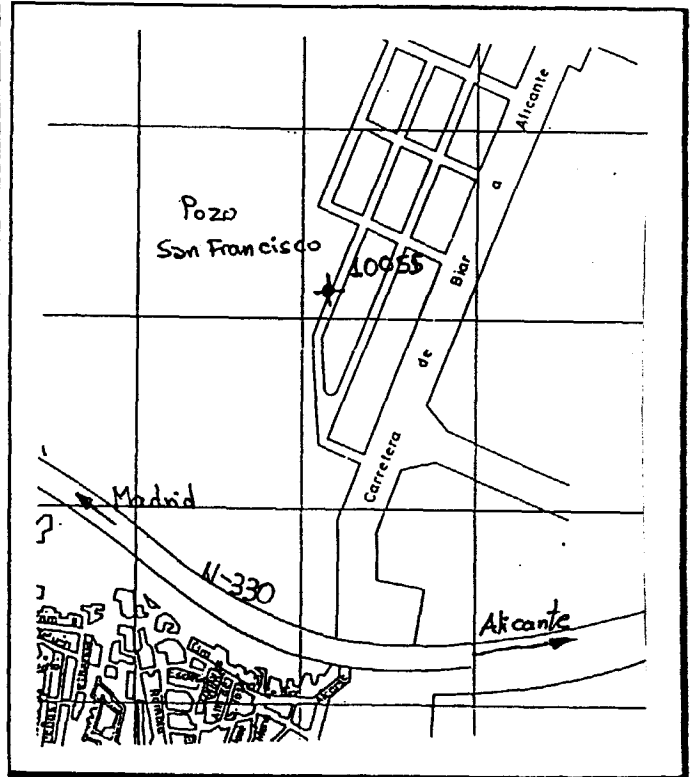 Alicante
a
Biar
de
Carretera
Pozo
San Francisco
10055
Madrid
N-330
Alicante